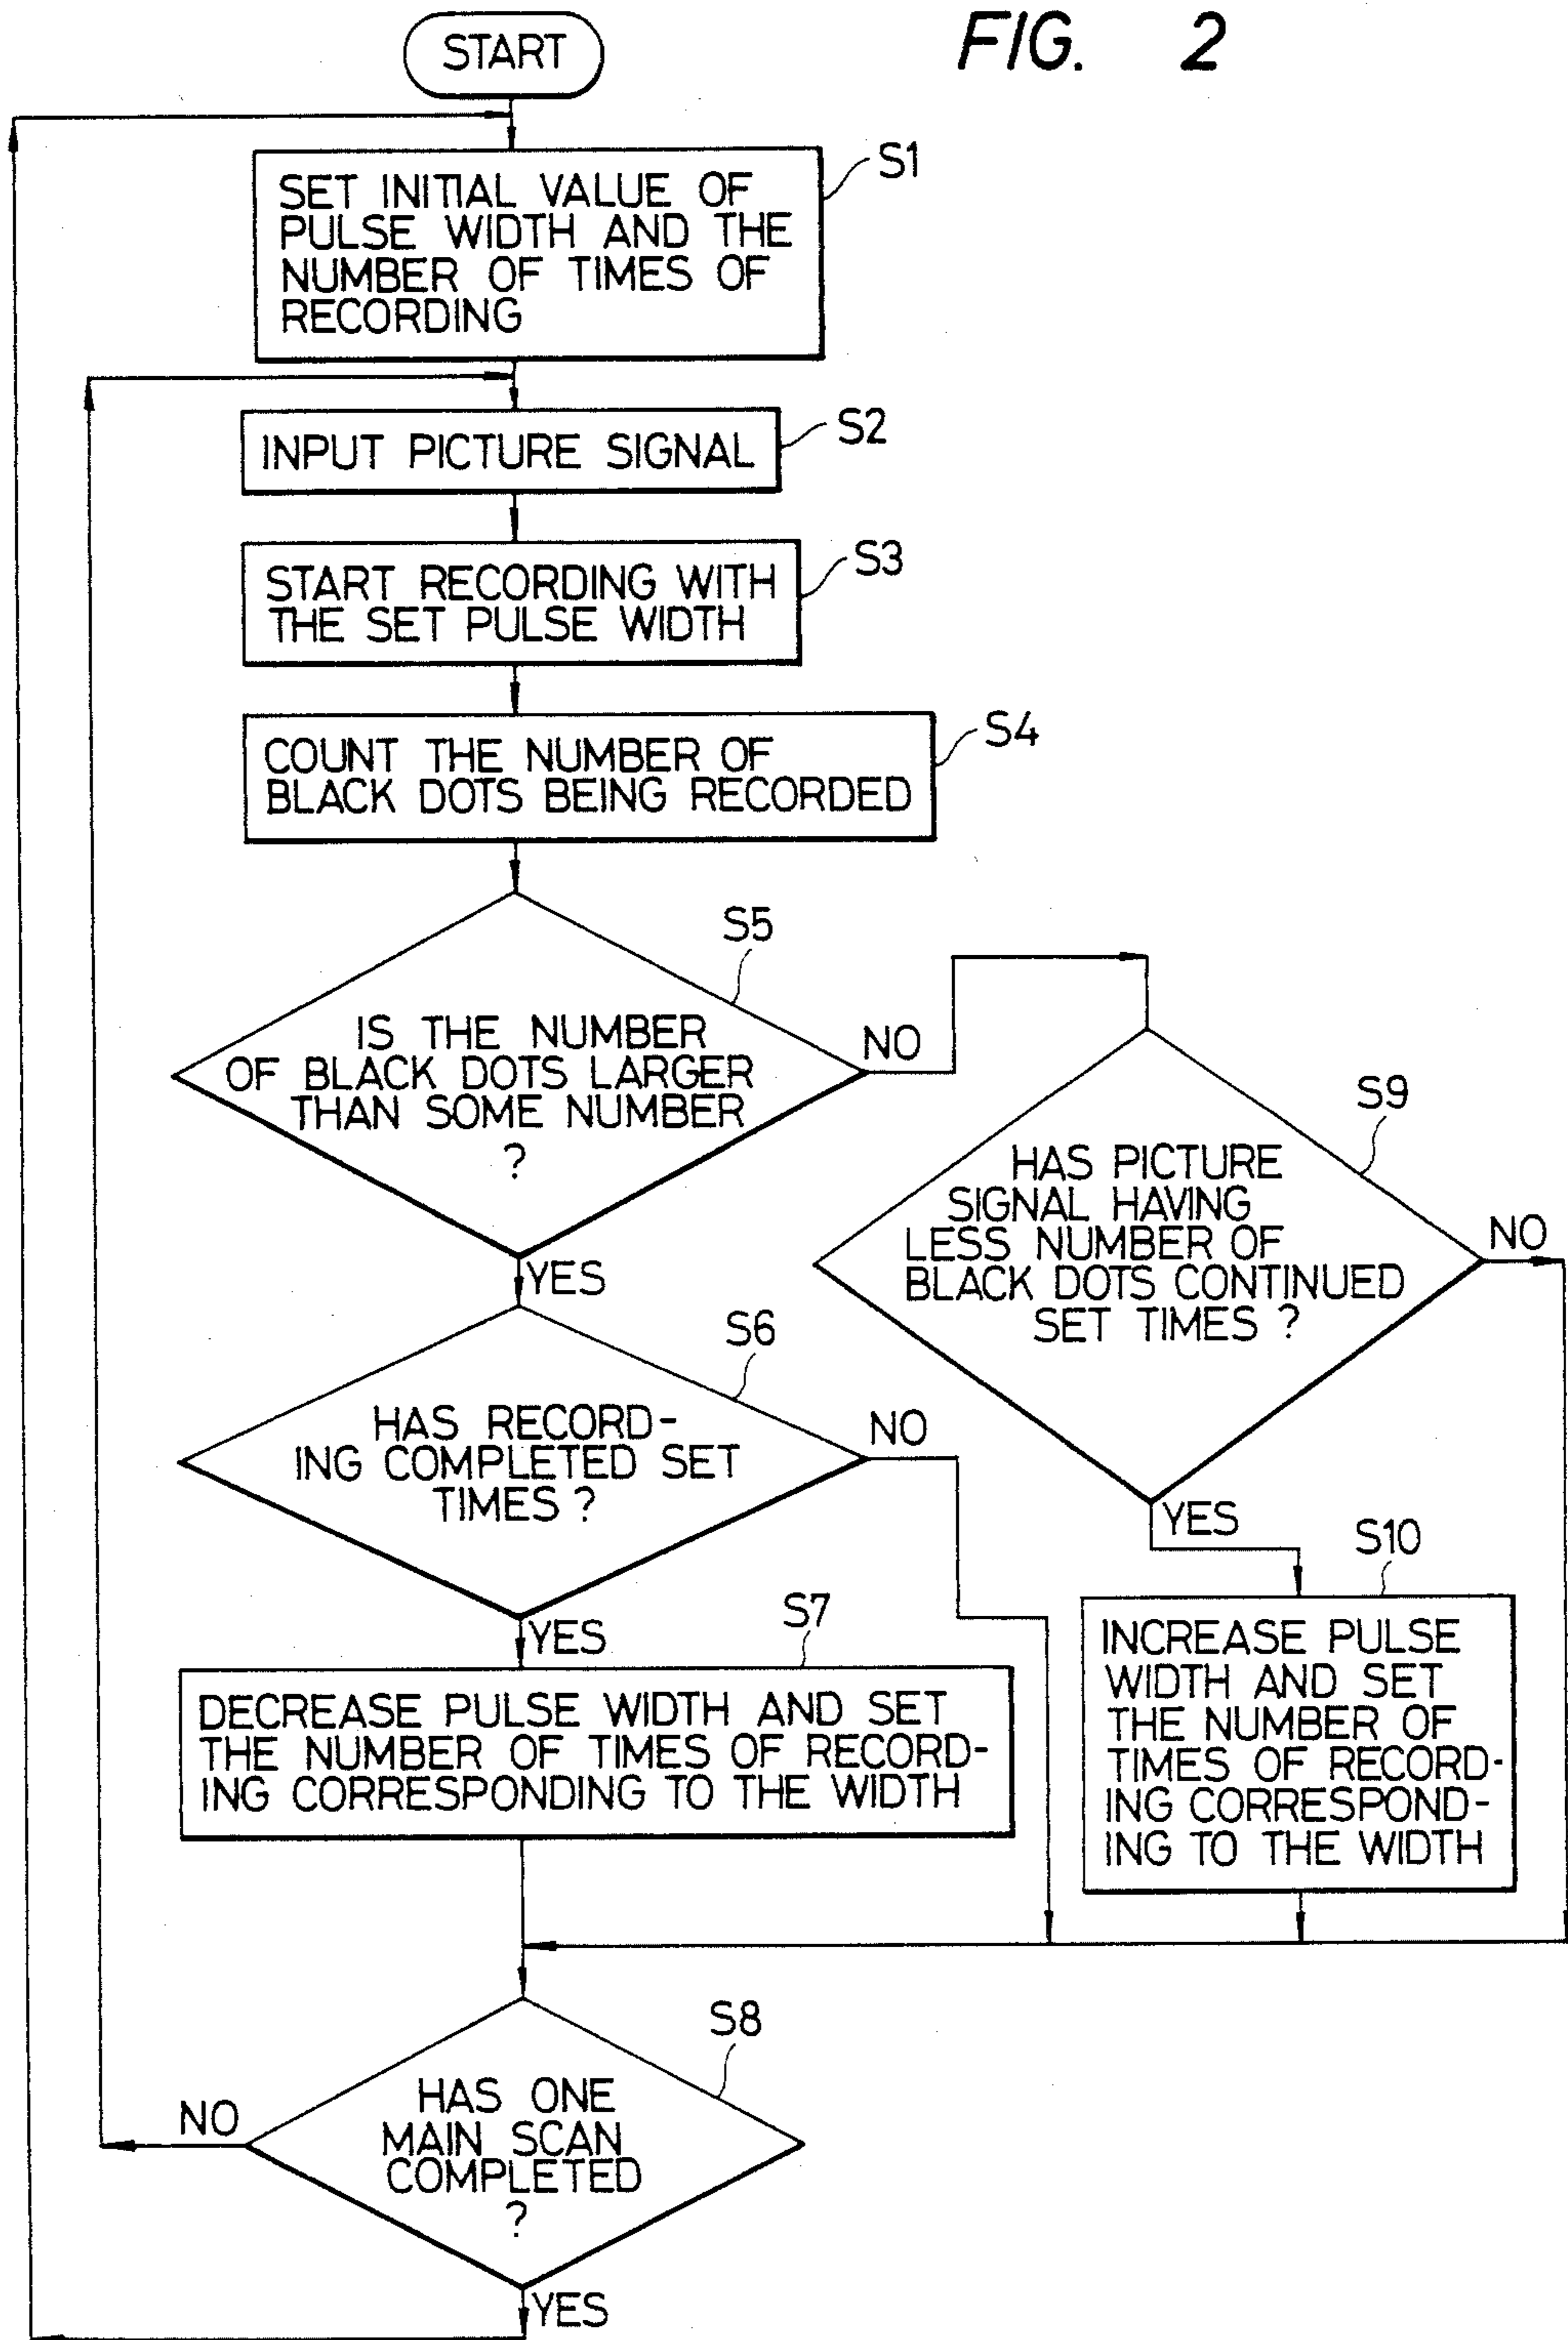 FIG. 2
START
S1
SET INITIAL VALUE OF
PULSE WIDTH AND THE
NUMBER OF TIMES OF
RECORDING
S2
INPUT PICTURE SIGNAL
S3
START RECORDING WITH
THE SET PULSE WIDTH
S4
COUNT THE NUMBER OF
BLACK DOTS BEING RECORDED
S5
IS THE NUMBER
OF BLACK DOTS LARGER
THAN SOME NUMBER
?
NO
YES
S9
HAS PICTURE
SIGNAL HAVING
LESS NUMBER OF
BLACK DOTS CONTINUED
SET TIMES ?
NO
YES
S6
HAS RECORD-
ING COMPLETED SET
TIMES ?
NO
YES
S7
DECREASE PULSE WIDTH AND SET
THE NUMBER OF TIMES OF RECORD-
ING CORRESPONDING TO THE WIDTH
S10
INCREASE PULSE
WIDTH AND SET
THE NUMBER OF
TIMES OF RECORD-
ING CORRESPOND-
ING TO THE WIDTH
S8
HAS ONE
MAIN SCAN
COMPLETED
?
NO
YES